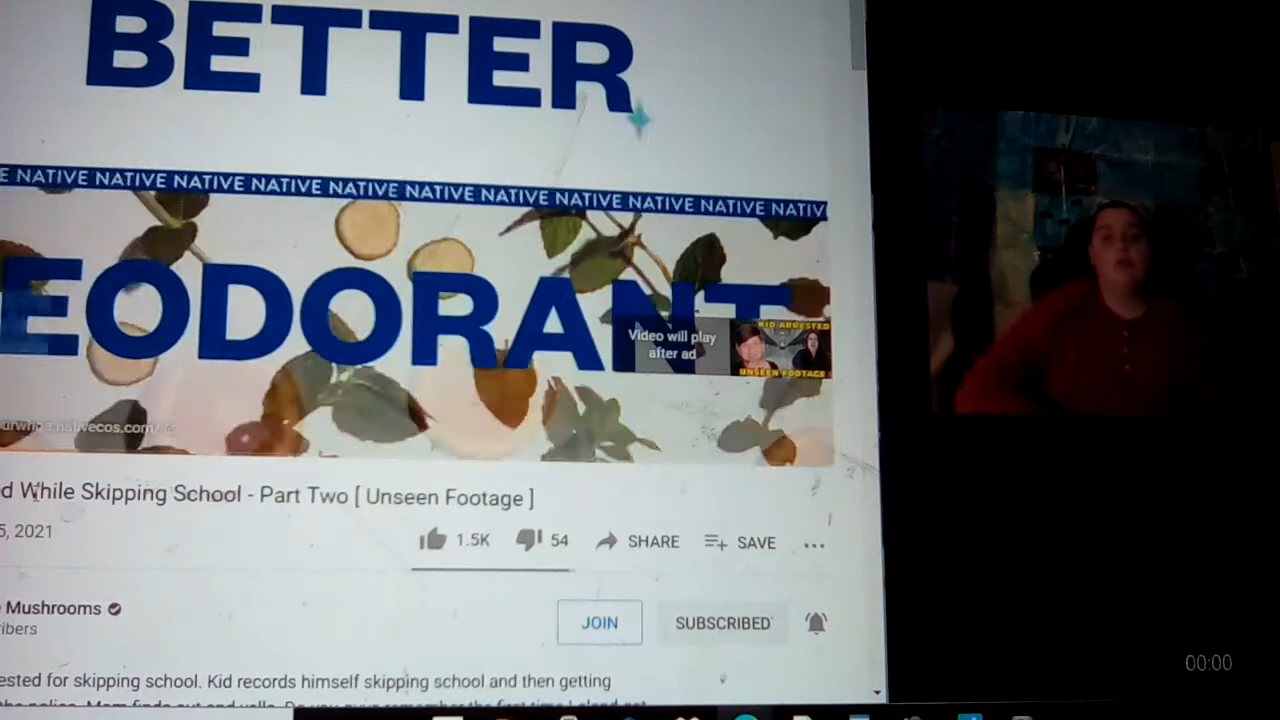 BETTER
E NATIVE NATIVE NATIVE NATIVE NATIVE NATIVE NATIVE NATIVE NATIVE NATIVE NATIV
EODORANT
Video will play
after ad
KID ARRESTED
UNSEEN FOOTAGE
nativecos.com/
d While Skipping School - Part Two [ Unseen Footage ]
5, 2021
1.5K
54
SHARE
SAVE
Mushrooms
ibers
JOIN
SUBSCRIBED
ested for skipping school. Kid records himself skipping school and then getting
00:00